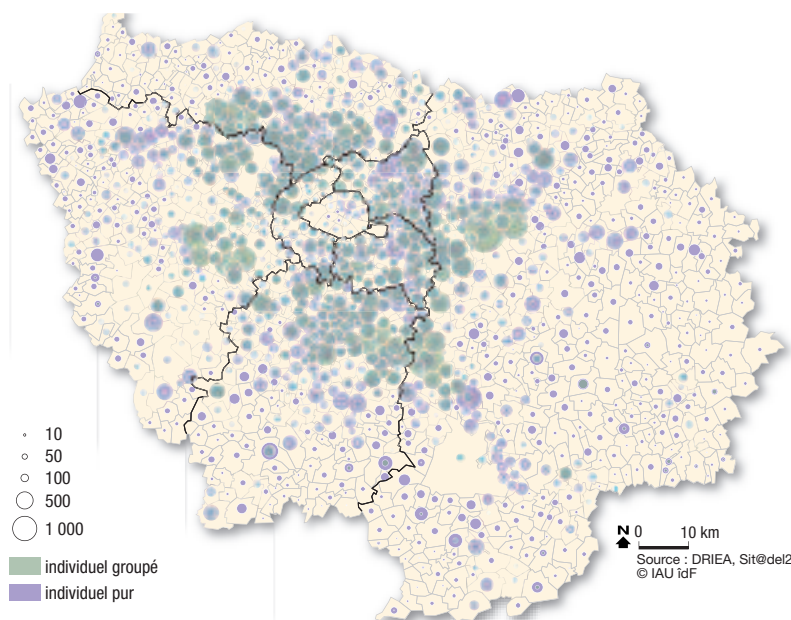 10
50
100
500
1 000
individuel groupé
individuel pur
N 0 10 km
Source : DRIEA, Sit@del2
© IAU îdF